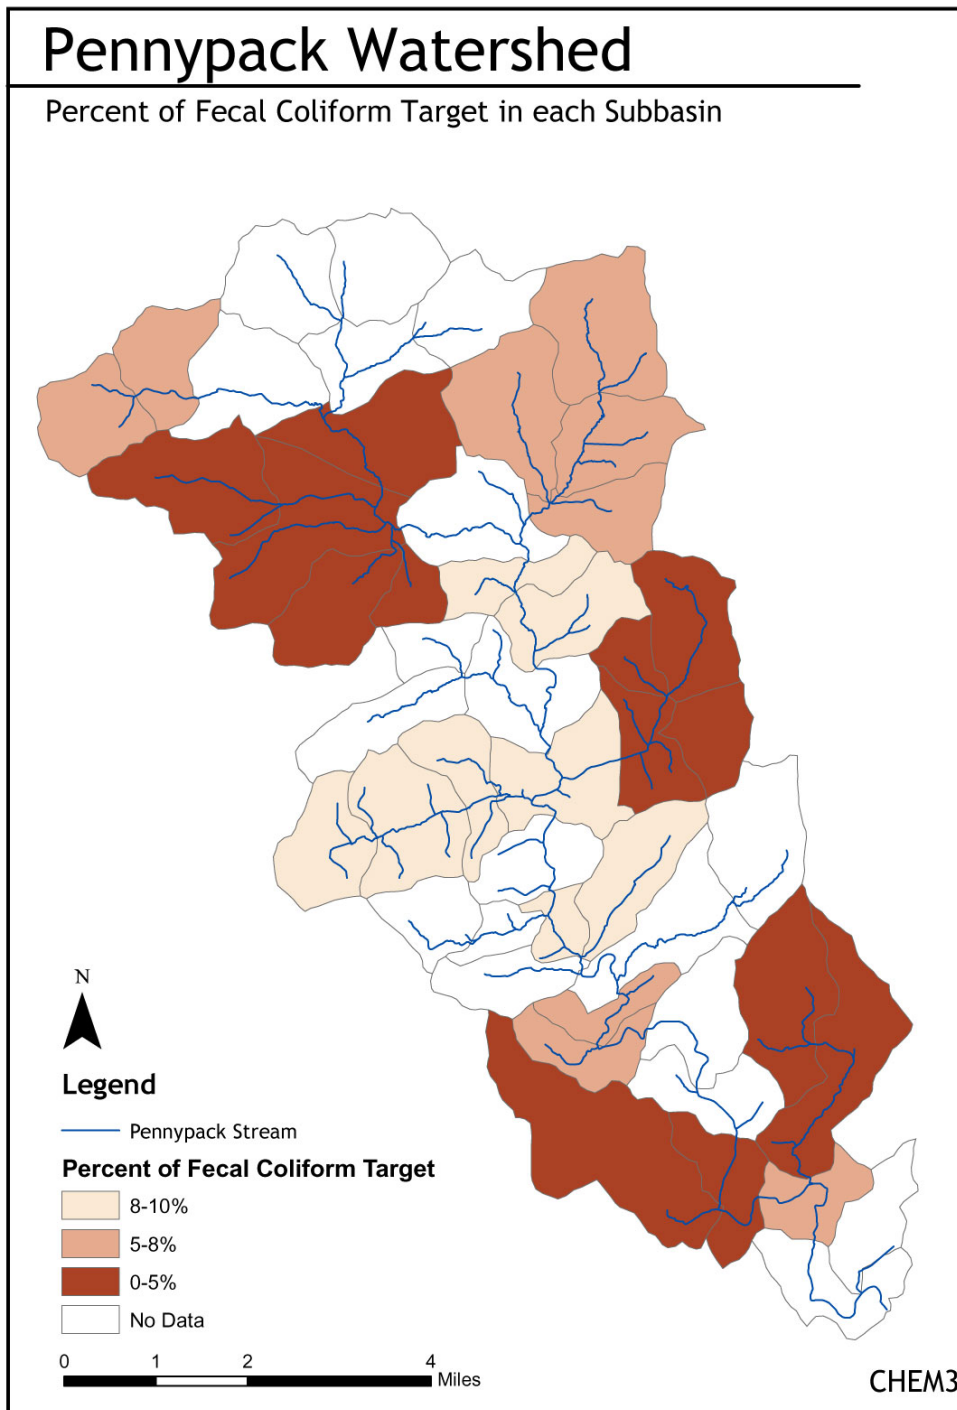 Pennypack Watershed
Percent of Fecal Coliform Target in each Subbasin
N
Legend
Pennypack Stream
Percent of Fecal Coliform Target
8-10%
5-8%
0-5%
No Data
0 1 2 4
Miles
CHEM3